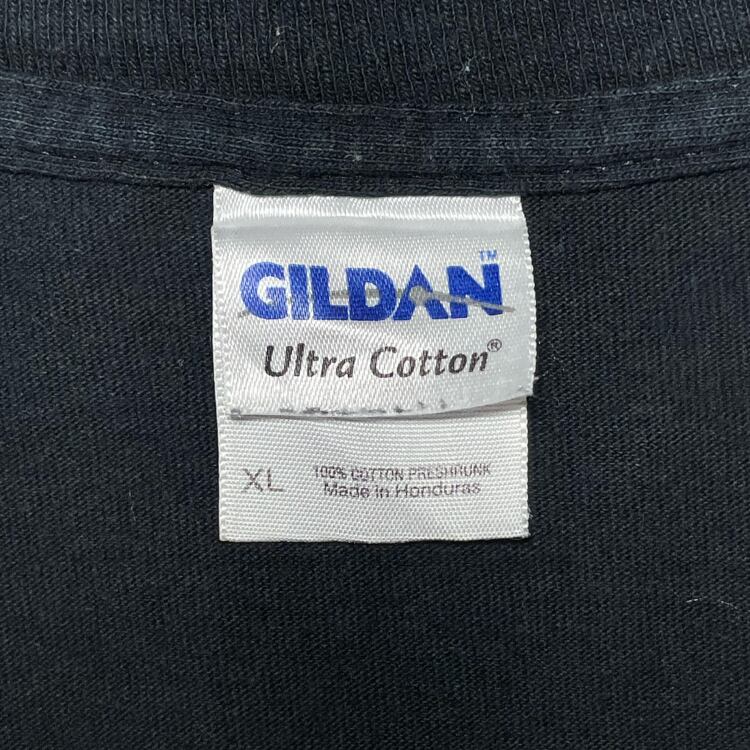 GILDAN™
Ultra Cotton®
XL
100% COTTON PRESHRUNK
Made in Honduras